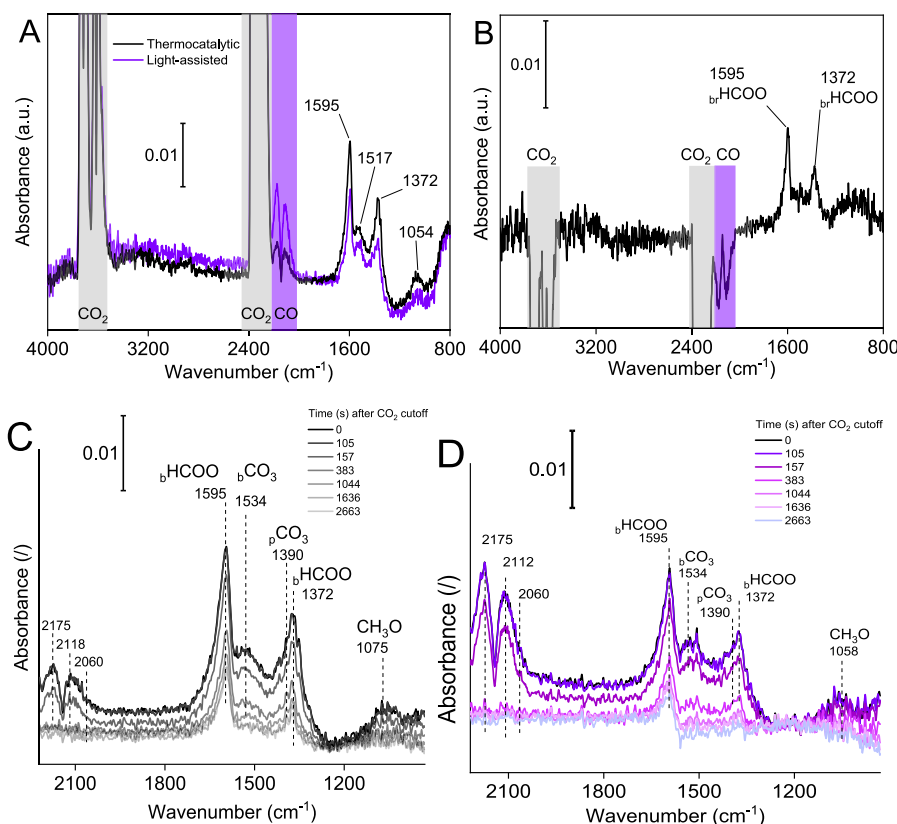 A
Thermocatalytic
Light-assisted
0.01
1595
1517
1372
1054
CO₂
CO₂
CO
Absorbance (a.u.)
4000
3200
2400
1600
800
Wavenumber (cm⁻¹)
B
0.01
1595
brHCOO
1372
brHCOO
CO₂
CO₂
CO
Absorbance (a.u.)
4000
3200
2400
1600
800
Wavenumber (cm⁻¹)
C
0.01
Time (s) after CO₂ cutoff
0
105
157
383
1044
1636
2663
bHCOO
1595
bCO₃
1534
pCO₃
1390
bHCOO
1372
CH₃O
1075
2175
2118
2060
Absorbance (/)
2100
1800
1500
1200
Wavenumber (cm⁻¹)
D
0.01
Time (s) after CO₂ cutoff
0
105
157
383
1044
1636
2663
2175
2112
2060
bHCOO
1595
bCO₃
1534
pCO₃
1390
bHCOO
1372
CH₃O
1058
Absorbance (/)
2100
1800
1500
1200
Wavenumber (cm⁻¹)